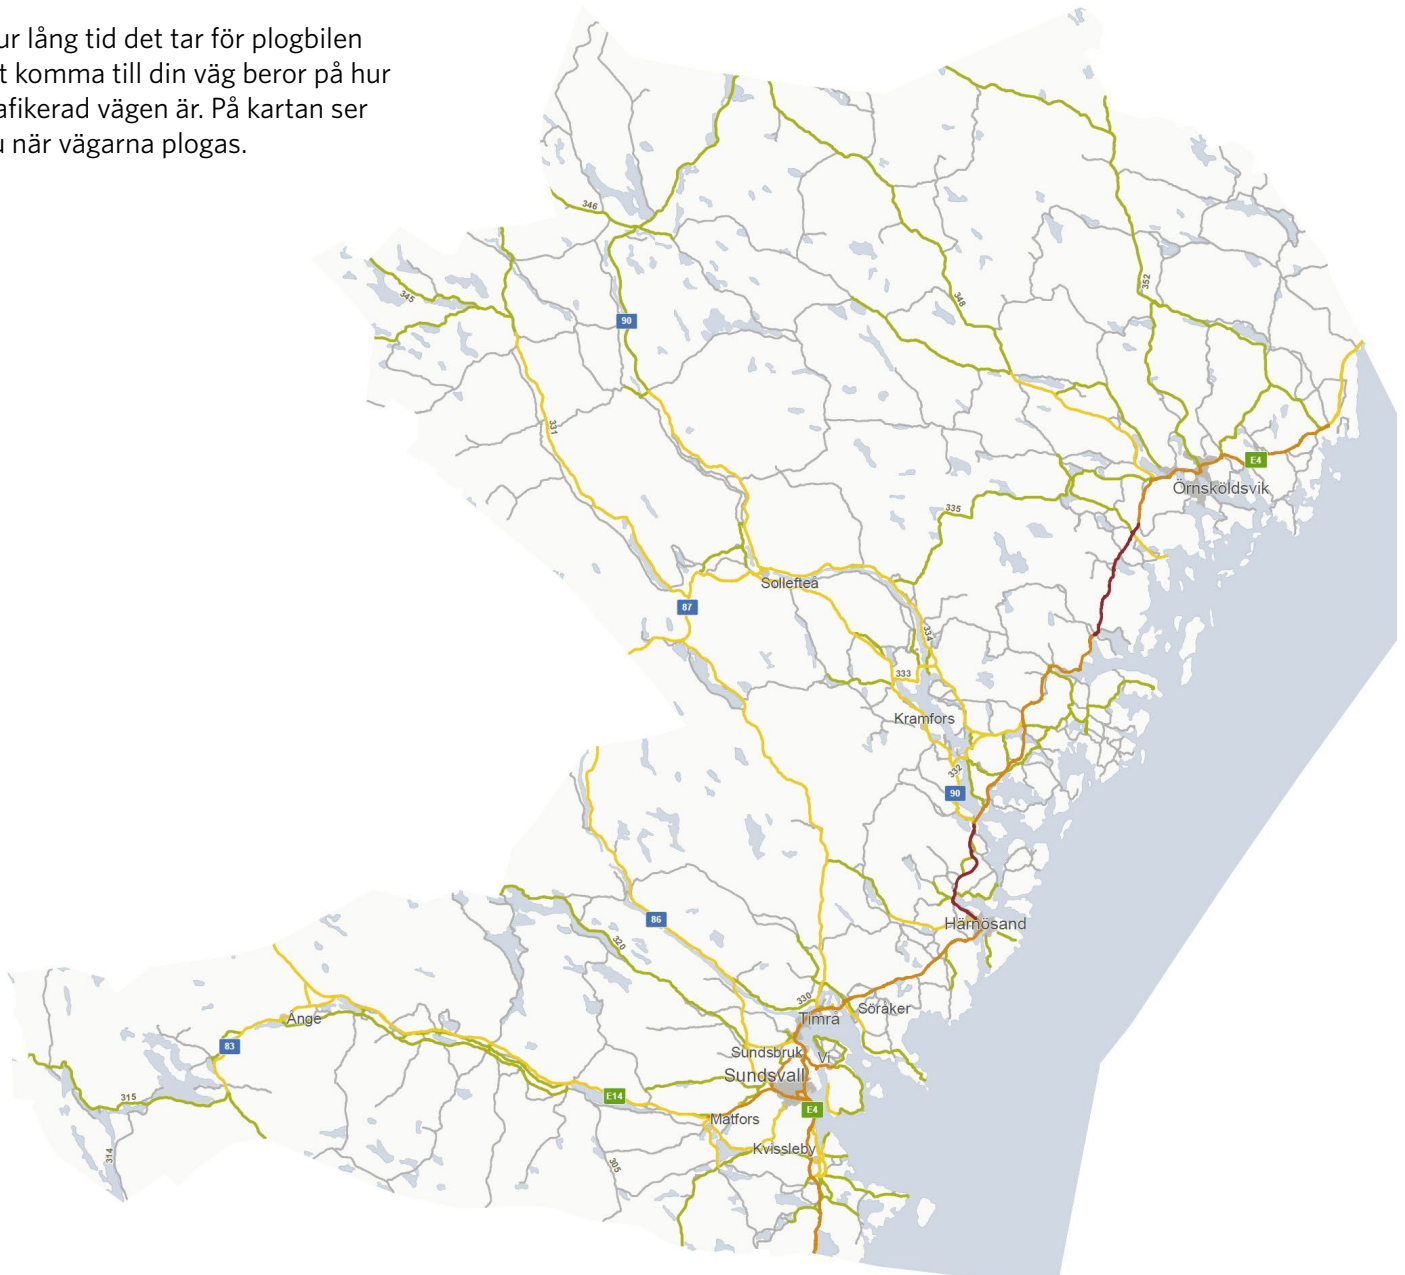 ur lång tid det tar för plogbilen
t komma till din väg beror på hur
afikerad vägen är. På kartan ser
u när vägarna plogas.
346
345
90
348
352
331
E4
Örnsköldsvik
335
Sollefteå
87
334
333
Kramfors
332
90
86
Härnösand
320
330
Söråker
Timrå
Ånge
83
Sundsbruk
Vi
Sundsvall
315
E14
E4
Matfors
Kvissleby
314
305